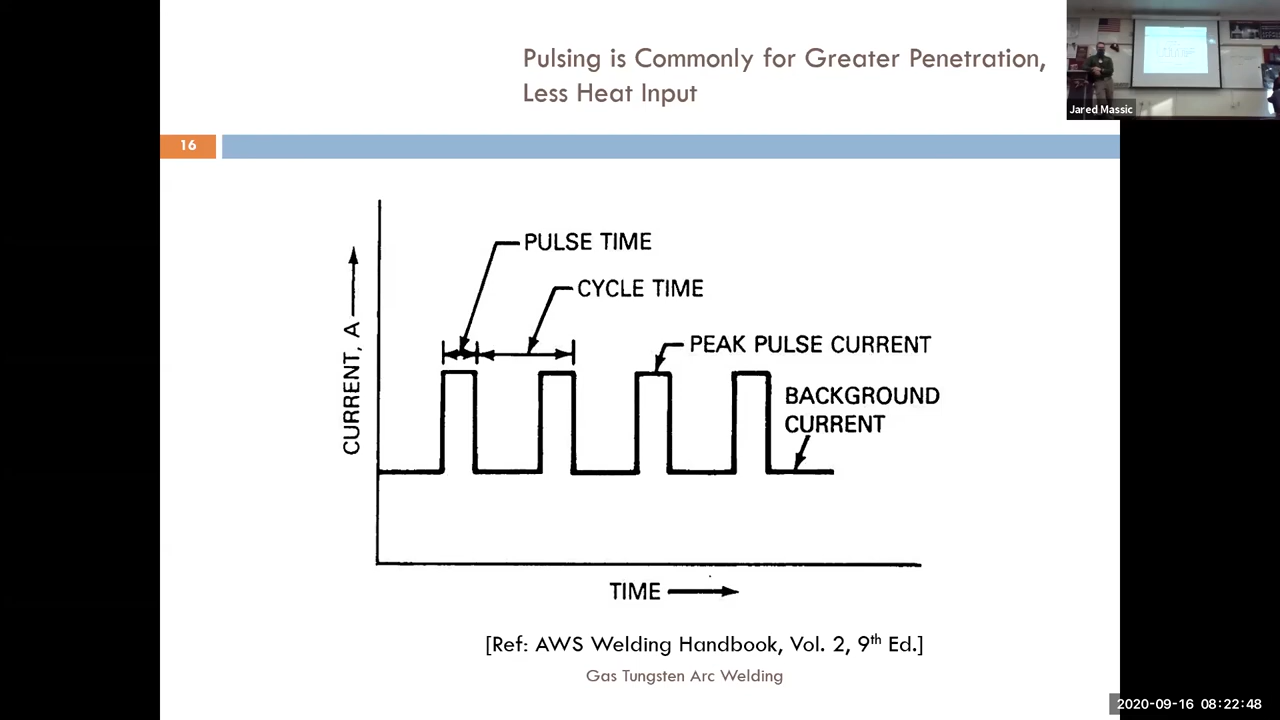 Pulsing is Commonly for Greater Penetration,
Less Heat Input
Jared Massic
16
PULSE TIME
CYCLE TIME
PEAK PULSE CURRENT
BACKGROUND
CURRENT
CURRENT, A
TIME
[Ref: AWS Welding Handbook, Vol. 2, 9th Ed.]
Gas Tungsten Arc Welding
2020-09-16 08:22:48